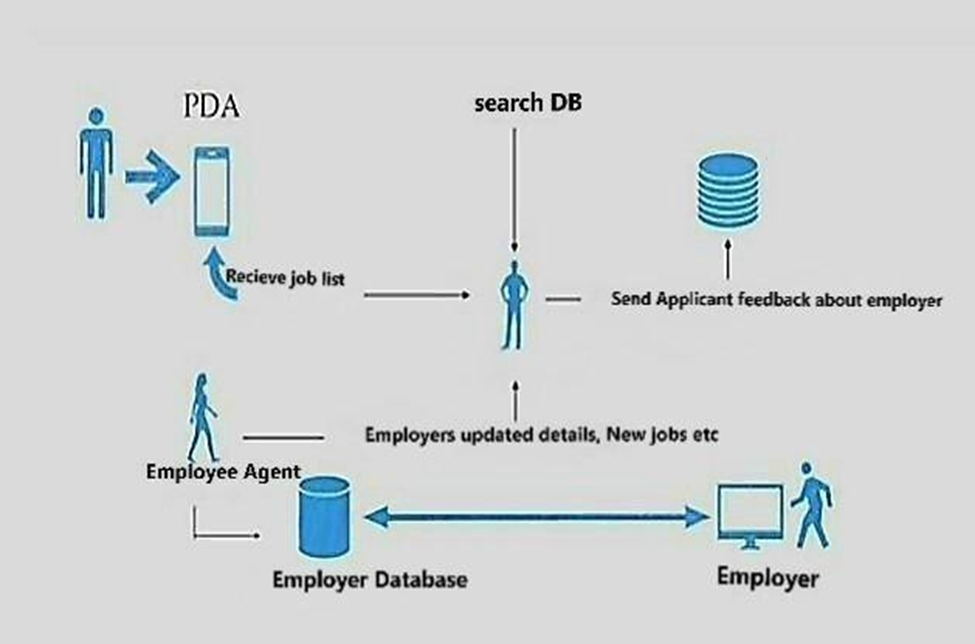 PDA
search DB
Recieve job list
Send Applicant feedback about employer
Employers updated details, New jobs etc
Employee Agent
Employer Database
Employer